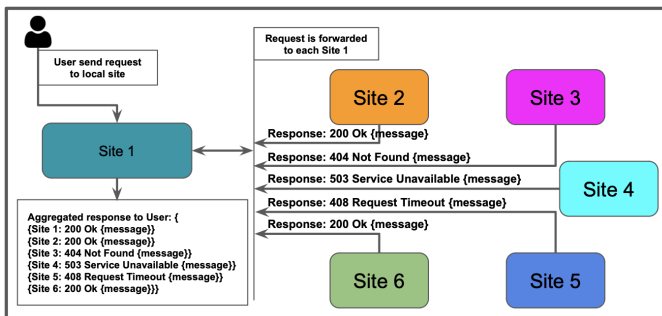 User send request
to local site
Request is forwarded
to each Site 1
Site 2
Site 3
Response: 200 Ok {message}
Site 1
Response: 404 Not Found {message}
Response: 503 Service Unavailable {message}
Site 4
Response: 408 Request Timeout {message}
Response: 200 Ok {message}
Aggregated response to User: {
{Site 1: 200 Ok {message}}
{Site 2: 200 Ok {message}}
{Site 3: 404 Not Found {message}}
{Site 4: 503 Service Unavailable {message}}
{Site 5: 408 Request Timeout {message}}
{Site 6: 200 Ok {message}}}
Site 6
Site 5